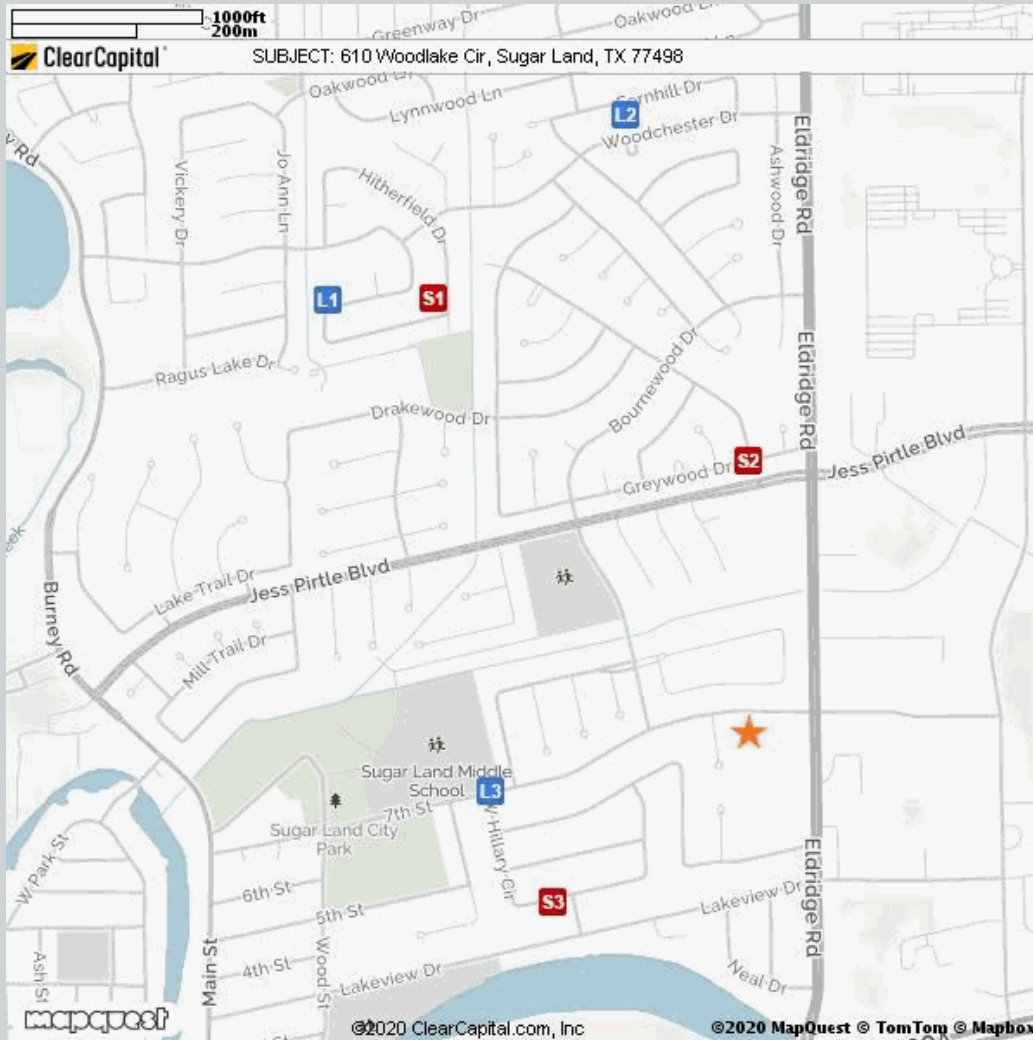 1000ft
200m
Greenway Dr
Oakwood Ln
ClearCapital
SUBJECT: 610 Woodlake Cir, Sugar Land, TX 77498
Oakwood Ln
Lynnwood Ln
Fernhill Dr
L2
Woodchester Dr
y Rd
Vickery Dr
Jo Ann Ln
Hitherfield Dr
Ashwood Dr
Eldridge Rd
L1
S1
Ragus Lake Dr
Eldridge Rd
Bournewood Dr
Drakewood Dr
Jess Pirtle Blvd
Greywood Dr
S2
eek
Lake Trail Dr
Jess Pirtle Blvd
Burney Rd
Mill Trail Dr
Sugar Land Middle
School
L3
7th St
W Hillary Cir
Sugar Land City
Park
W Park St
6th St
Eldridge Rd
Lakeview Dr
S3
5th St
Main St
Wood St
Ash St
4th St
Lakeview Dr
Neal Dr
mapquest
©2020 ClearCapital.com, Inc
©2020 MapQuest © TomTom © Mapbox